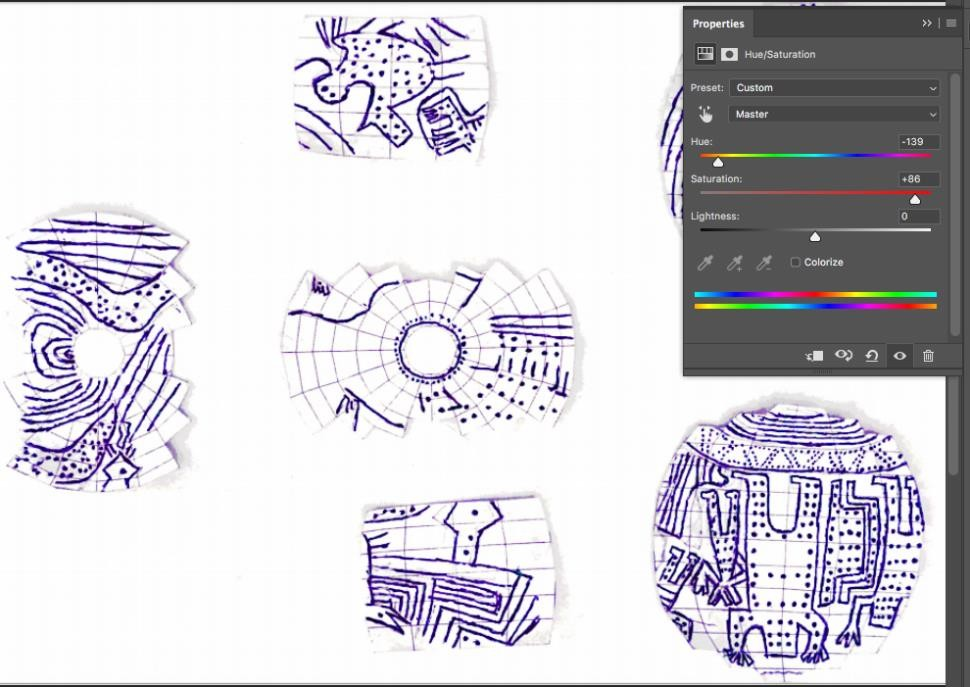 Properties
Hue/Saturation
Preset: Custom
Master
Hue: -139
Saturation: +86
Lightness: 0
Colorize